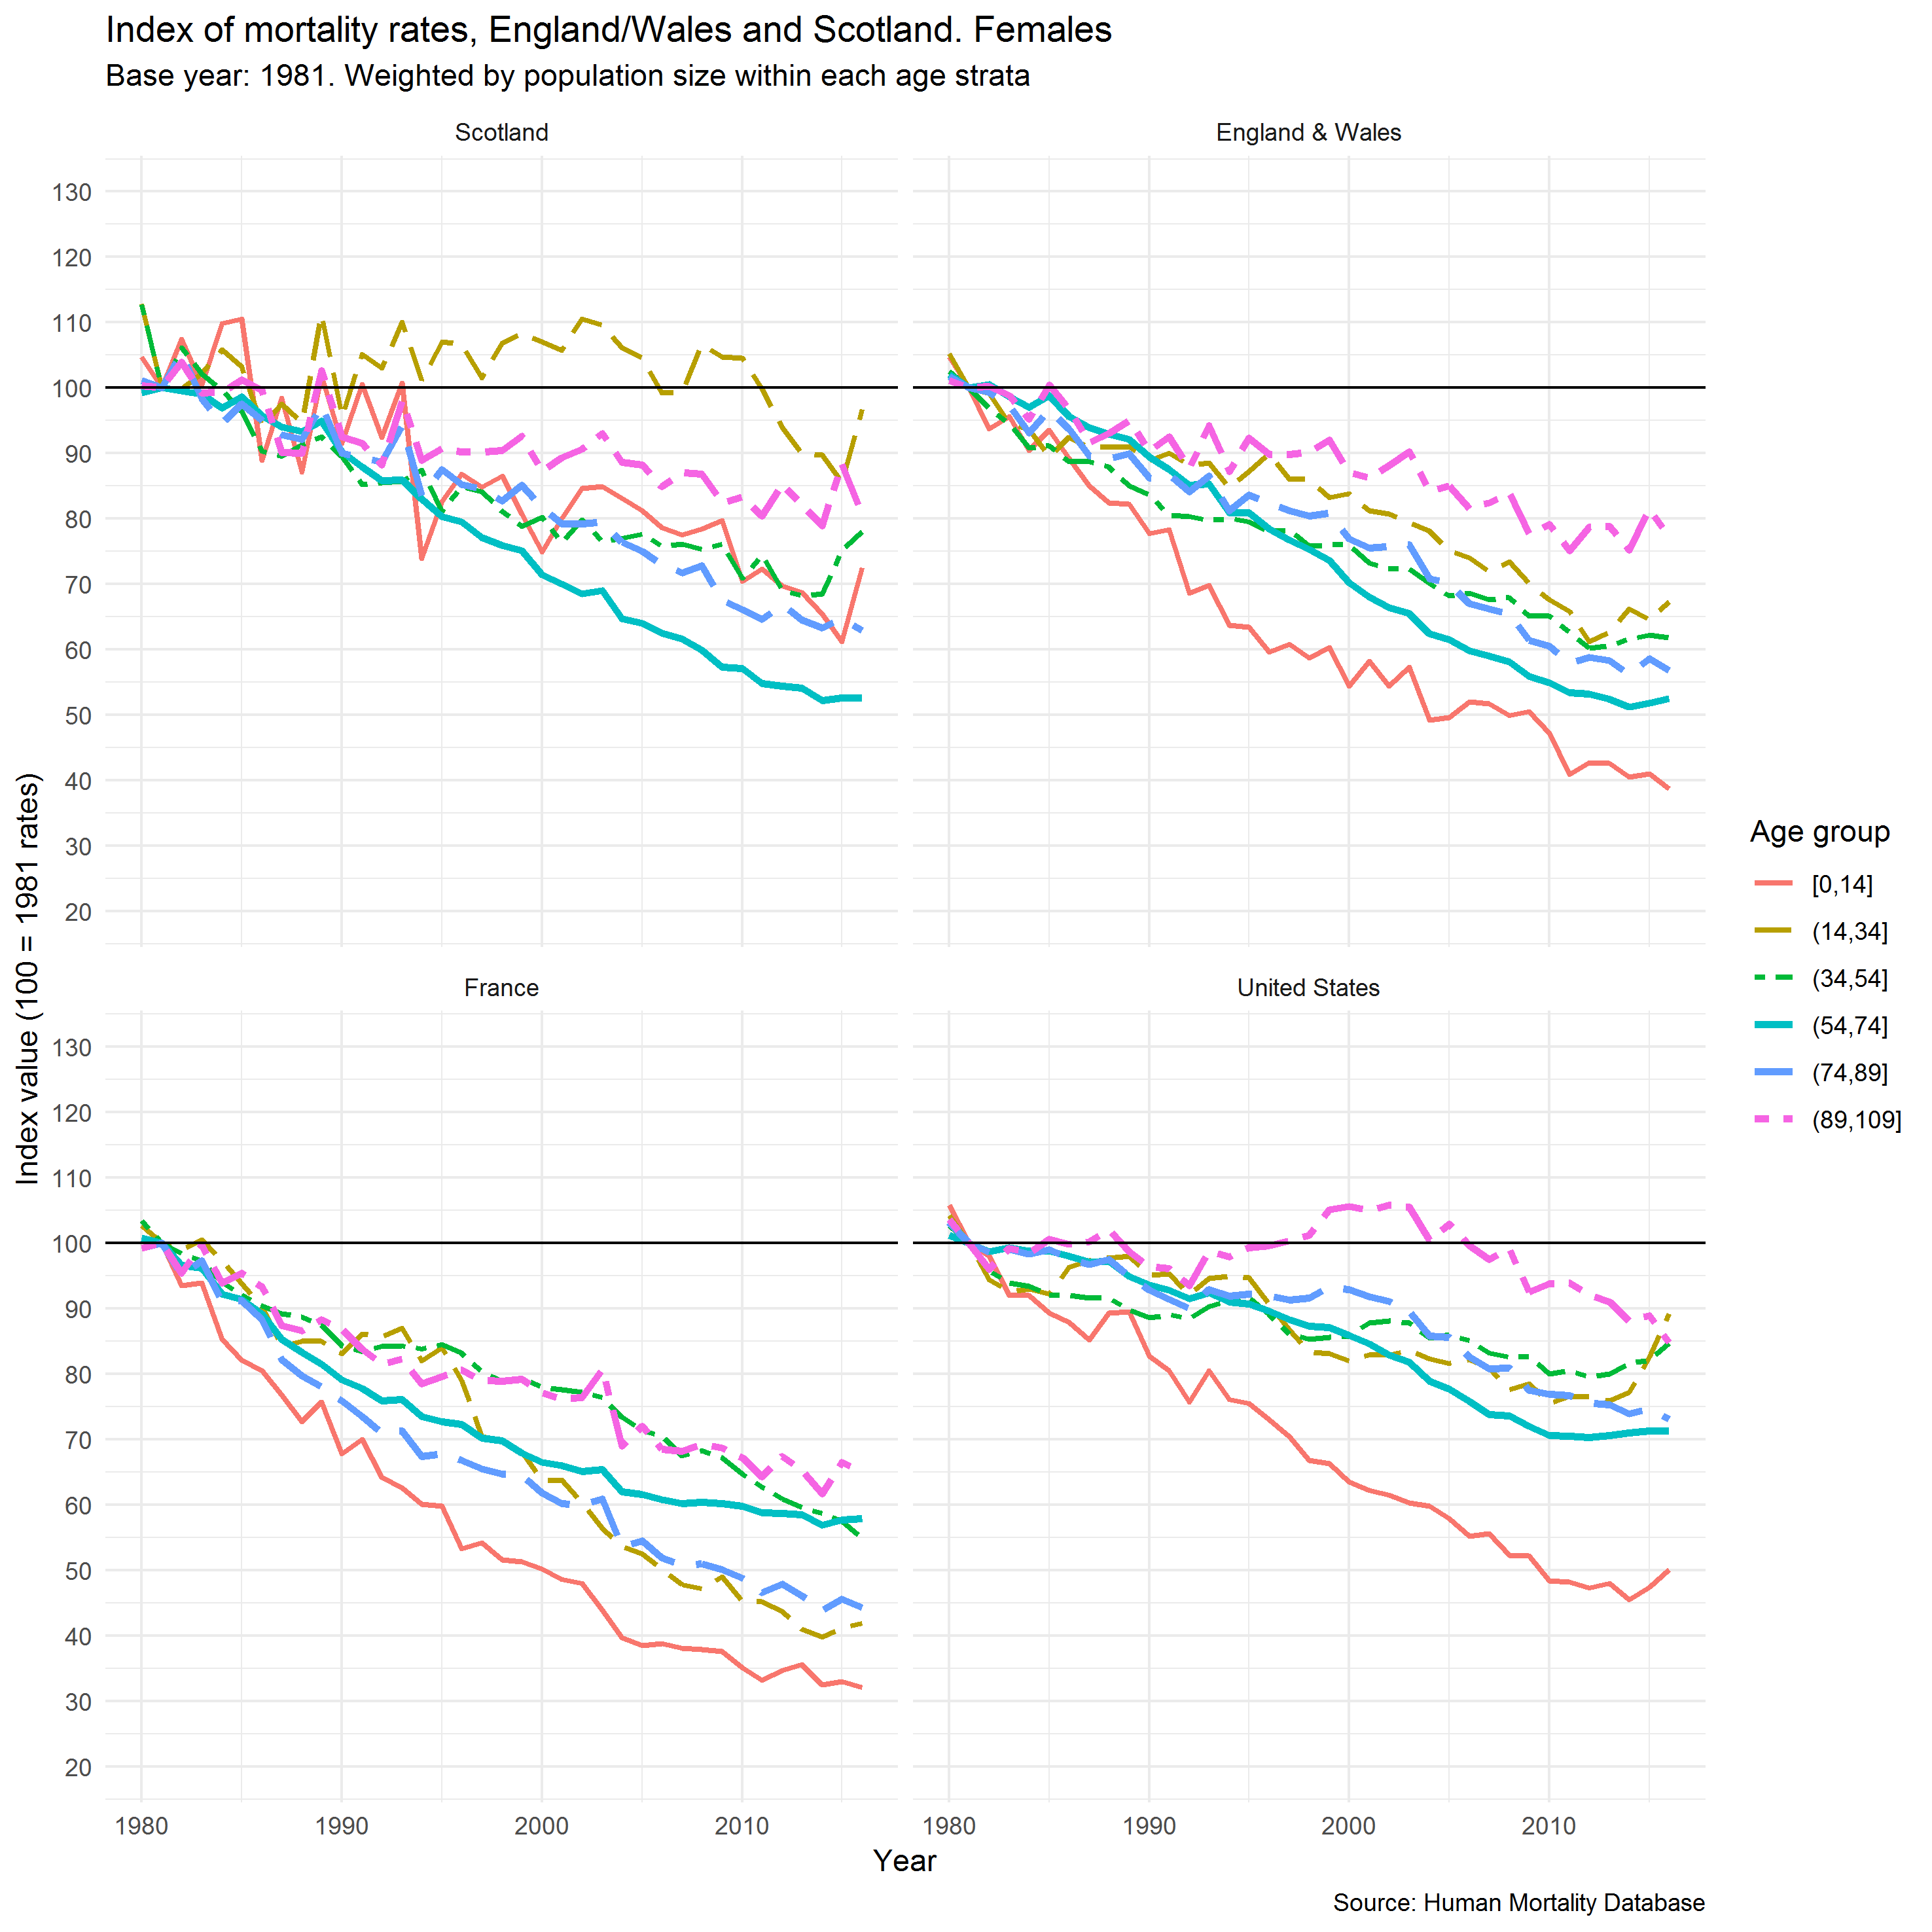 Index of mortality rates, England/Wales and Scotland. Females
Base year: 1981. Weighted by population size within each age strata
Scotland
England & Wales
130
120
110
100
90
80
70
60
50
40
30
20
France
United States
130
120
110
100
90
80
70
60
50
40
30
20
1980 1990 2000 2010
1980 1990 2000 2010
Year
Index value (100 = 1981 rates)
Age group
[0,14]
(14,34]
(34,54]
(54,74]
(74,89]
(89,109]
Source: Human Mortality Database